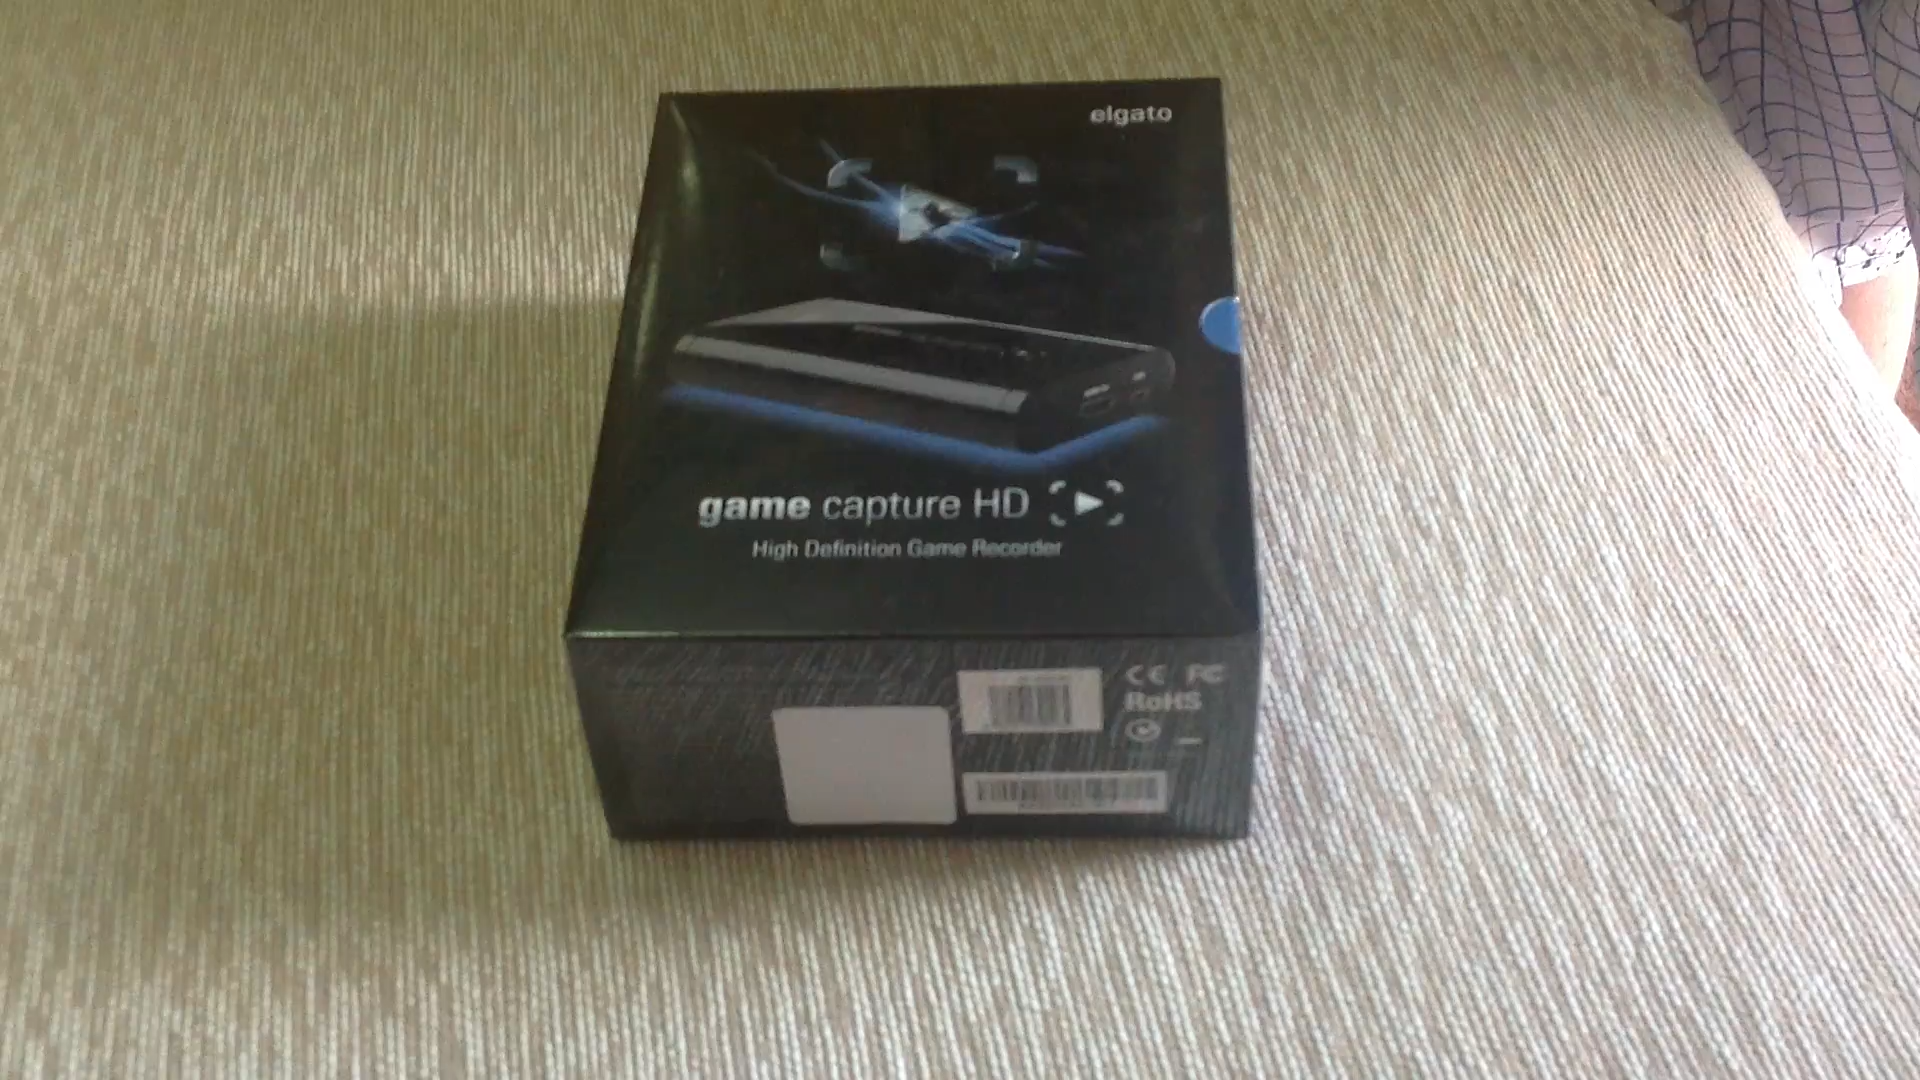 elgato
game capture HD
High Definition Game Recorder
CE FC
RoHS